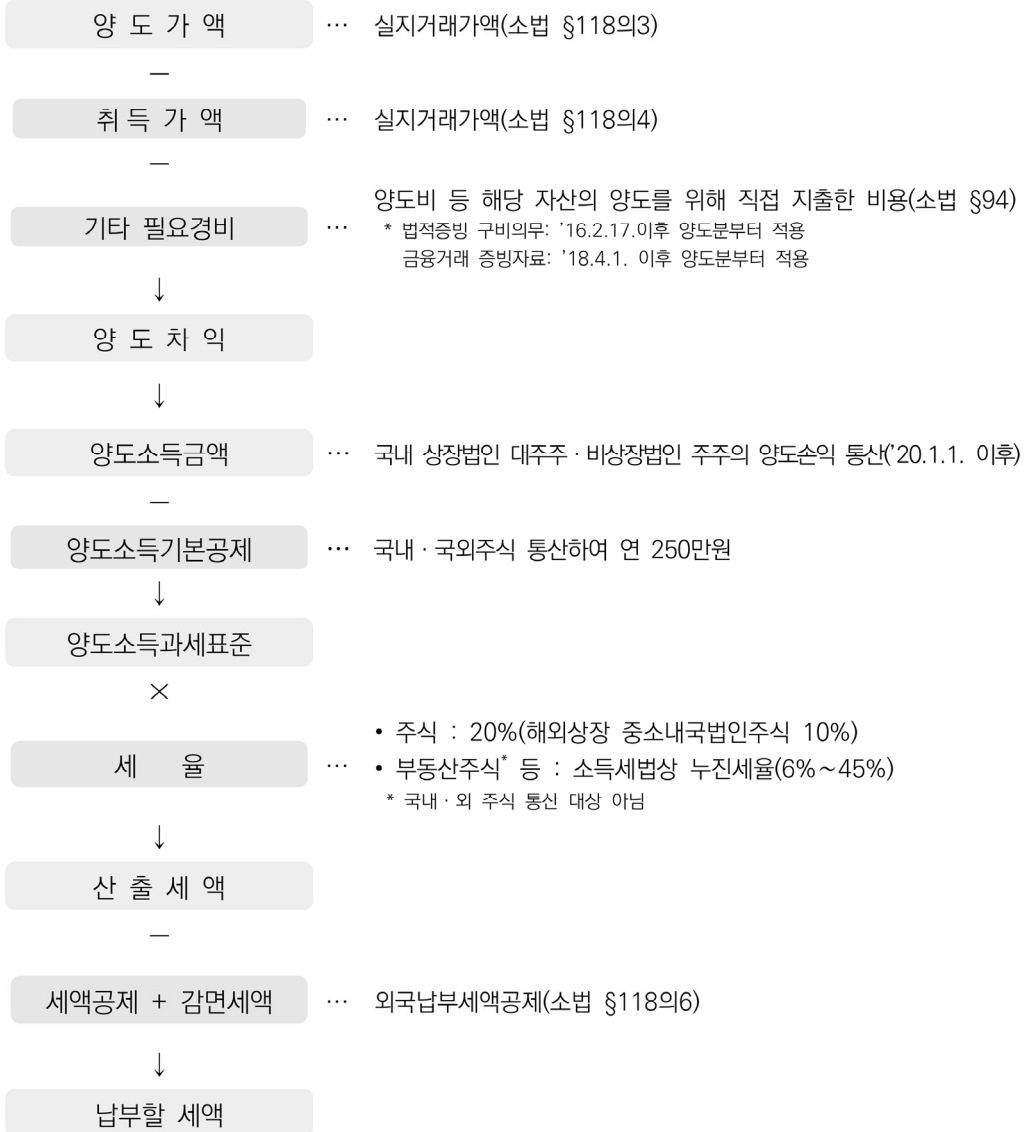 양 도 가 액 … 실지거래가액(소법 §118의3)
–
취 득 가 액 … 실지거래가액(소법 §118의4)
–
양도비 등 해당 자산의 양도를 위해 직접 지출한 비용(소법 §94)
기타 필요경비 … * 법적증빙 구비의무: ’16.2.17.이후 양도분부터 적용
금융거래 증빙자료: ’18.4.1. 이후 양도분부터 적용
↓
양 도 차 익
↓
양도소득금액 … 국내 상장법인 대주주·비상장법인 주주의 양도손익 통산(’20.1.1. 이후)
–
양도소득기본공제 … 국내·국외주식 통산하여 연 250만원
↓
양도소득과세표준
×
• 주식 : 20%(해외상장 중소내국법인주식 10%)
세 율 … • 부동산주식* 등 : 소득세법상 누진세율(6%~45%)
* 국내·외 주식 통신 대상 아님
↓
산 출 세 액
–
세액공제 + 감면세액 … 외국납부세액공제(소법 §118의6)
↓
납부할 세액